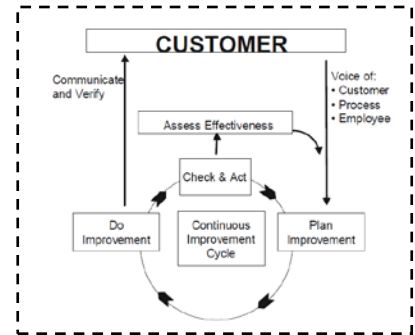 CUSTOMER
Communicate
and Verify
Voice of:
• Customer
• Process
• Employee
Assess Effectiveness
Check & Act
Do
Improvement
Continuous
Improvement
Cycle
Plan
Improvement